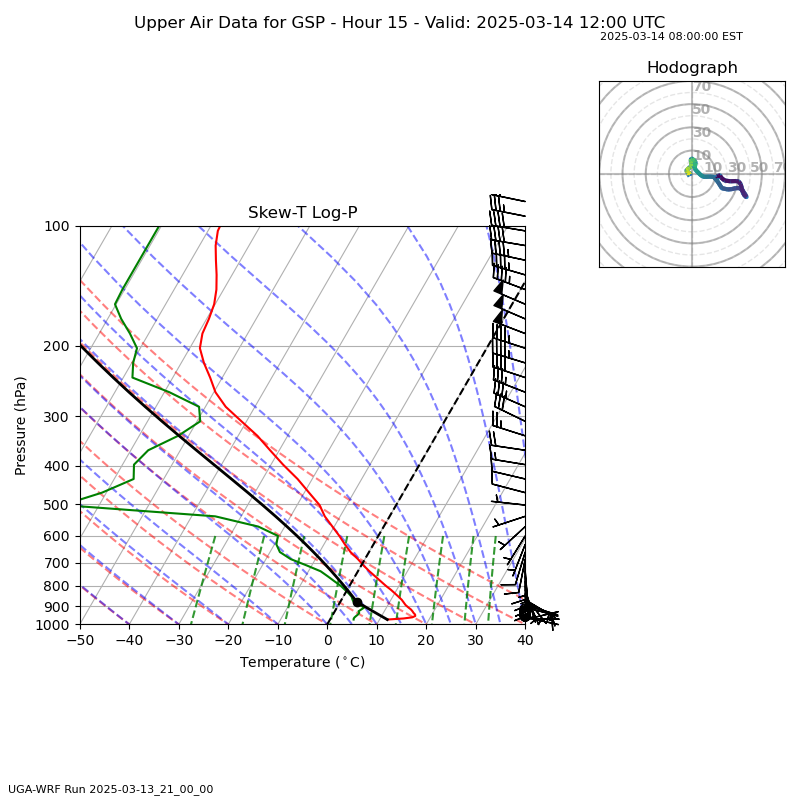 Upper Air Data for GSP - Hour 15 - Valid: 2025-03-14 12:00 UTC
2025-03-14 08:00:00 EST
Hodograph
70
50
30
10
10 30 50 7
Skew-T Log-P
100
200
300
400
500
600
700
800
900
1000
Pressure (hPa)
−50 −40 −30 −20 −10 0 10 20 30 40
Temperature (°C)
UGA-WRF Run 2025-03-13_21_00_00